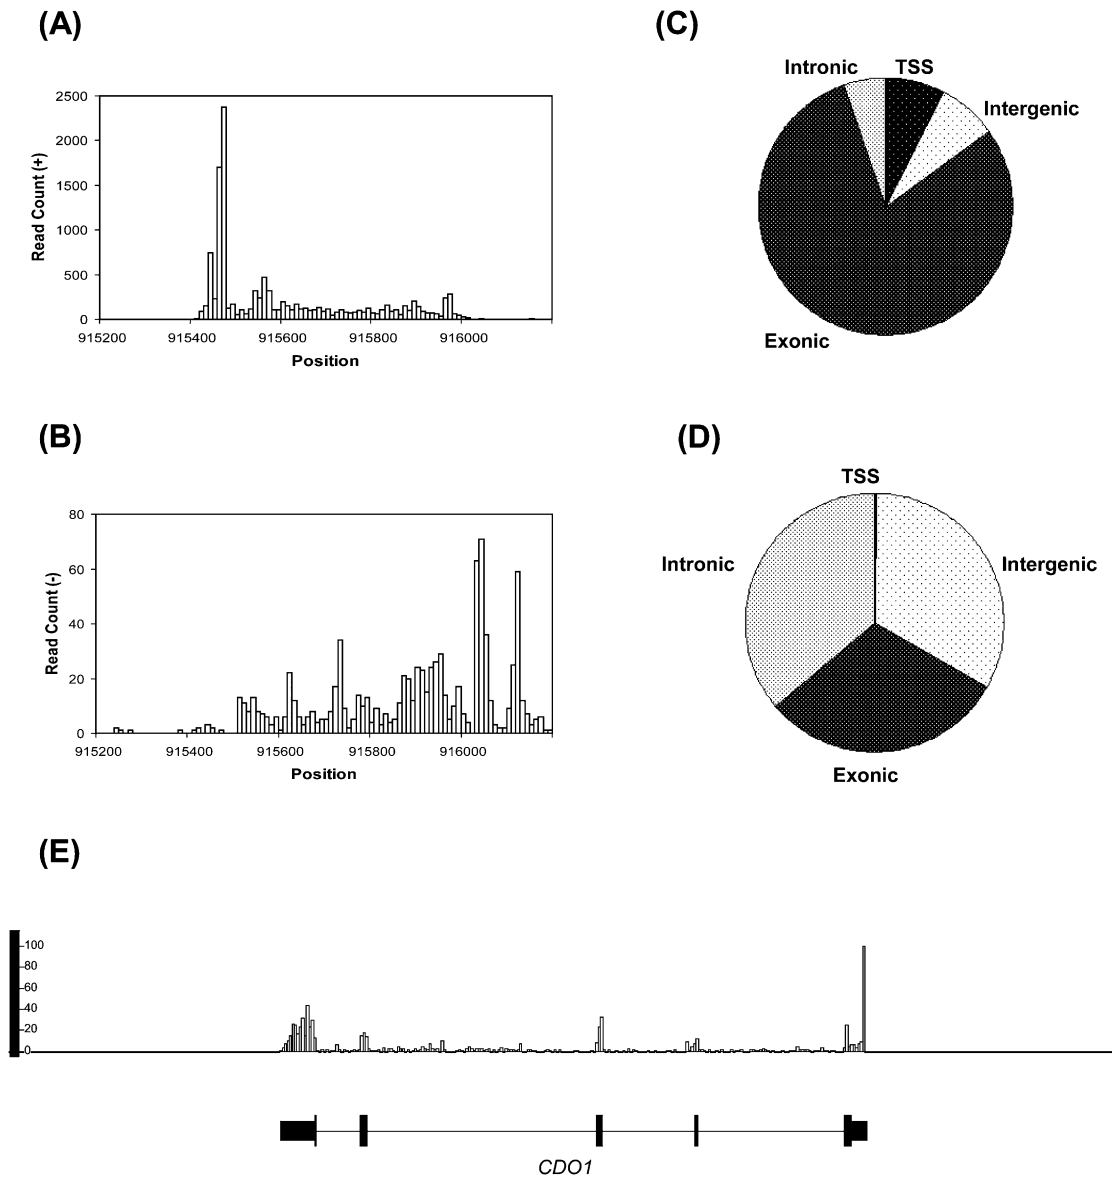 (A)
2500
2000
1500
1000
500
0
Read Count (+)
915200 915400 915600 915800 916000
Position
(C)
Intronic TSS
Intergenic
Exonic
(B)
80
60
40
20
0
Read Count (-)
915200 915400 915600 915800 916000
Position
(D)
TSS
Intronic Intergenic
Exonic
(E)
100
80
60
40
20
0
CDO1